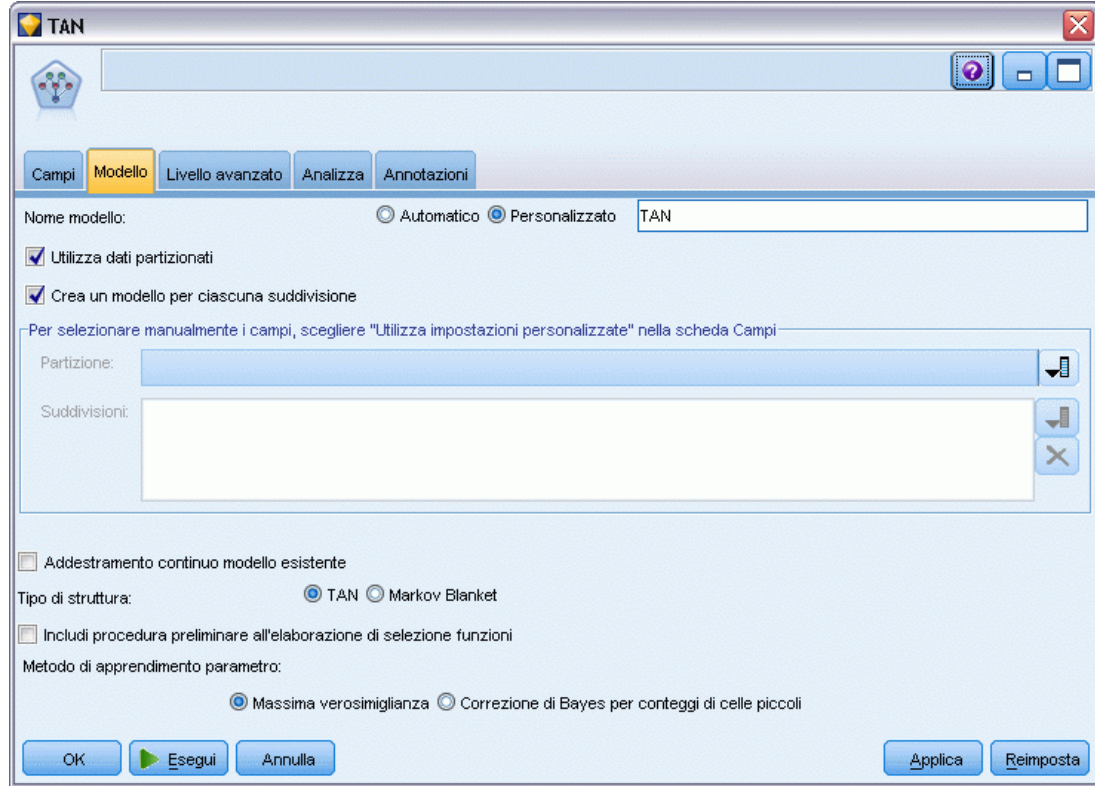 TAN
Campi Modello Livello avanzato Analizza Annotazioni
Nome modello: Automatico Personalizzato TAN
Utilizza dati partizionati
Crea un modello per ciascuna suddivisione
Per selezionare manualmente i campi, scegliere "Utilizza impostazioni personalizzate" nella scheda Campi
Partizione:
Suddivisioni:
Addestramento continuo modello esistente
Tipo di struttura: TAN Markov Blanket
Includi procedura preliminare all'elaborazione di selezione funzioni
Metodo di apprendimento parametro:
Massima verosimiglianza Correzione di Bayes per conteggi di celle piccoli
OK Esegui Annulla Applica Reimposta